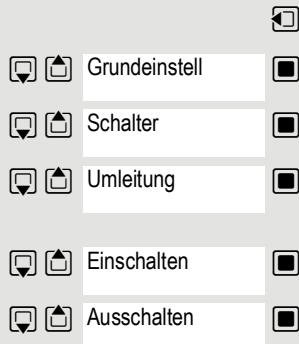 Grundeinstell
Schalter
Umleitung
Einschalten
Ausschalten